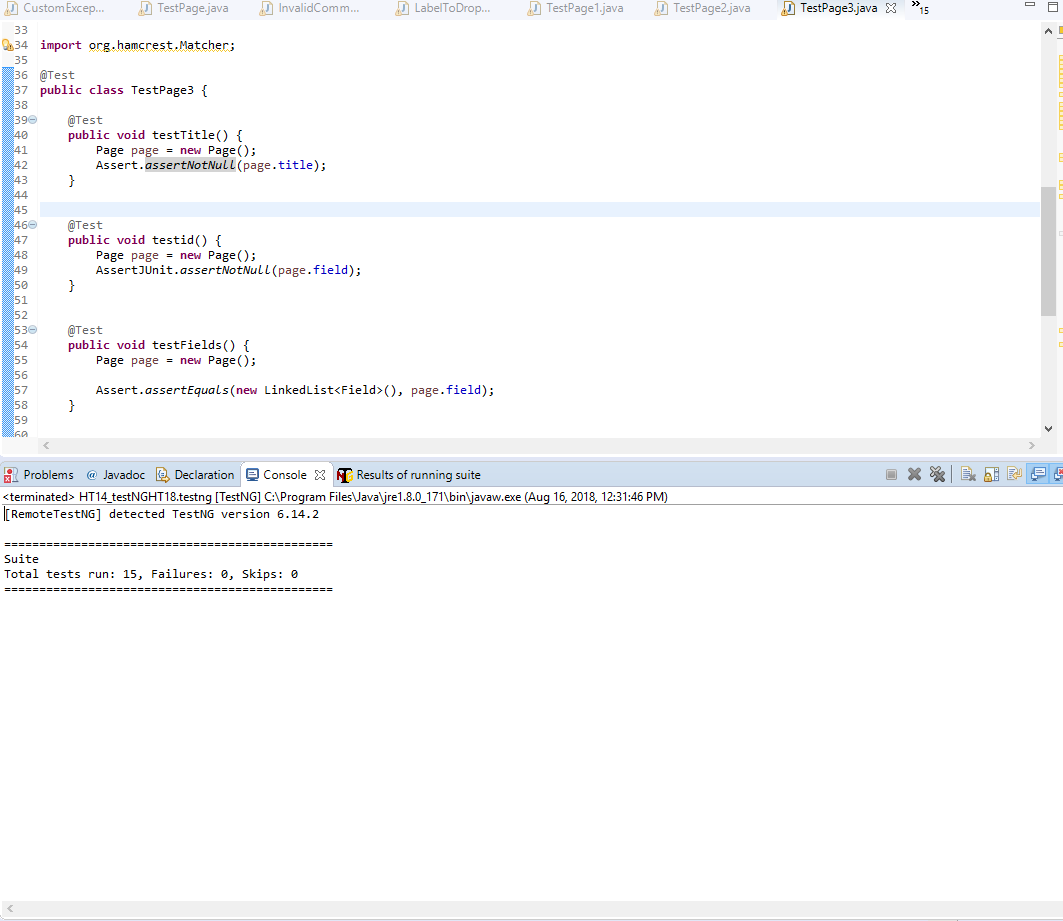 CustomExcep... TestPage.java InvalidComm... LabelToDrop... TestPage1.java TestPage2.java TestPage3.java 15
33
34 import org.hamcrest.Matcher;
35
36 @Test
37 public class TestPage3 {
38
39 @Test
40 public void testTitle() {
41 Page page = new Page();
42 Assert.assertNotNull(page.title);
43 }
44
45
46 @Test
47 public void testid() {
48 Page page = new Page();
49 AssertJUnit.assertNotNull(page.field);
50 }
51
52
53 @Test
54 public void testFields() {
55 Page page = new Page();
56
57 Assert.assertEquals(new LinkedList<Field>(), page.field);
58 }
59
60
Problems @ Javadoc Declaration Console Results of running suite
<terminated> HT14_testNGHT18.testng [TestNG] C:\Program Files\Java\jre1.8.0_171\bin\javaw.exe (Aug 16, 2018, 12:31:46 PM)
[RemoteTestNG] detected TestNG version 6.14.2
===============================================
Suite
Total tests run: 15, Failures: 0, Skips: 0
===============================================